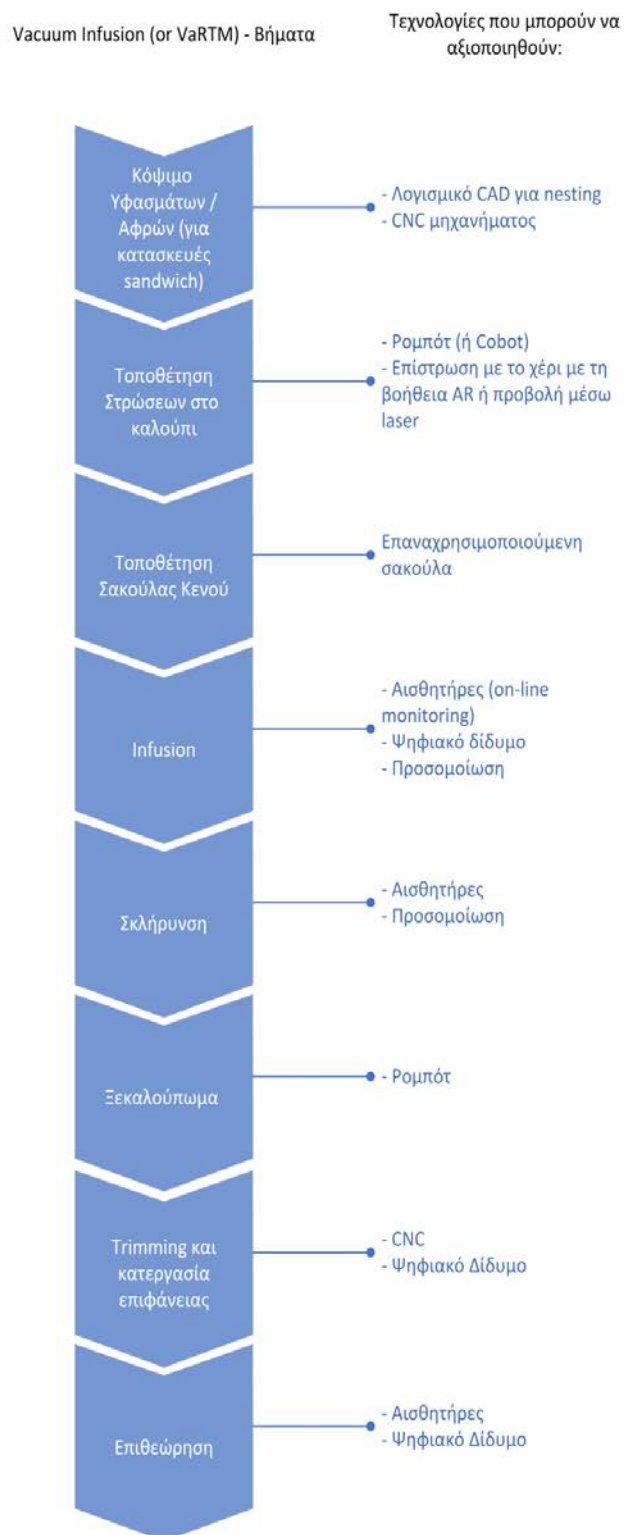 Vacuum Infusion (or VaRTM) - Βήματα
Τεχνολογίες που μπορούν να
αξιοποιηθούν:
Κόψιμο
Υφασμάτων /
Αφρών (για
κατασκευές
sandwich)
- Λογισμικό CAD για nesting
- CNC μηχανήματος
Τοποθέτηση
Στρώσεων στο
καλούπι
- Ρομπότ (ή Cobot)
- Επίστρωση με το χέρι με τη
βοήθεια AR ή προβολή μέσω
laser
Τοποθέτηση
Σακούλας Κενού
Επαναχρησιμοποιούμενη
σακούλα
Infusion
- Αισθητήρες (on-line
monitoring)
- Ψηφιακό δίδυμο
- Προσομοίωση
Σκλήρυνση
- Αισθητήρες
- Προσομοίωση
Ξεκαλούπωμα
- Ρομπότ
Trimming και
κατεργασία
επιφάνειας
- CNC
- Ψηφιακό Δίδυμο
Επιθεώρηση
- Αισθητήρες
- Ψηφιακό Δίδυμο